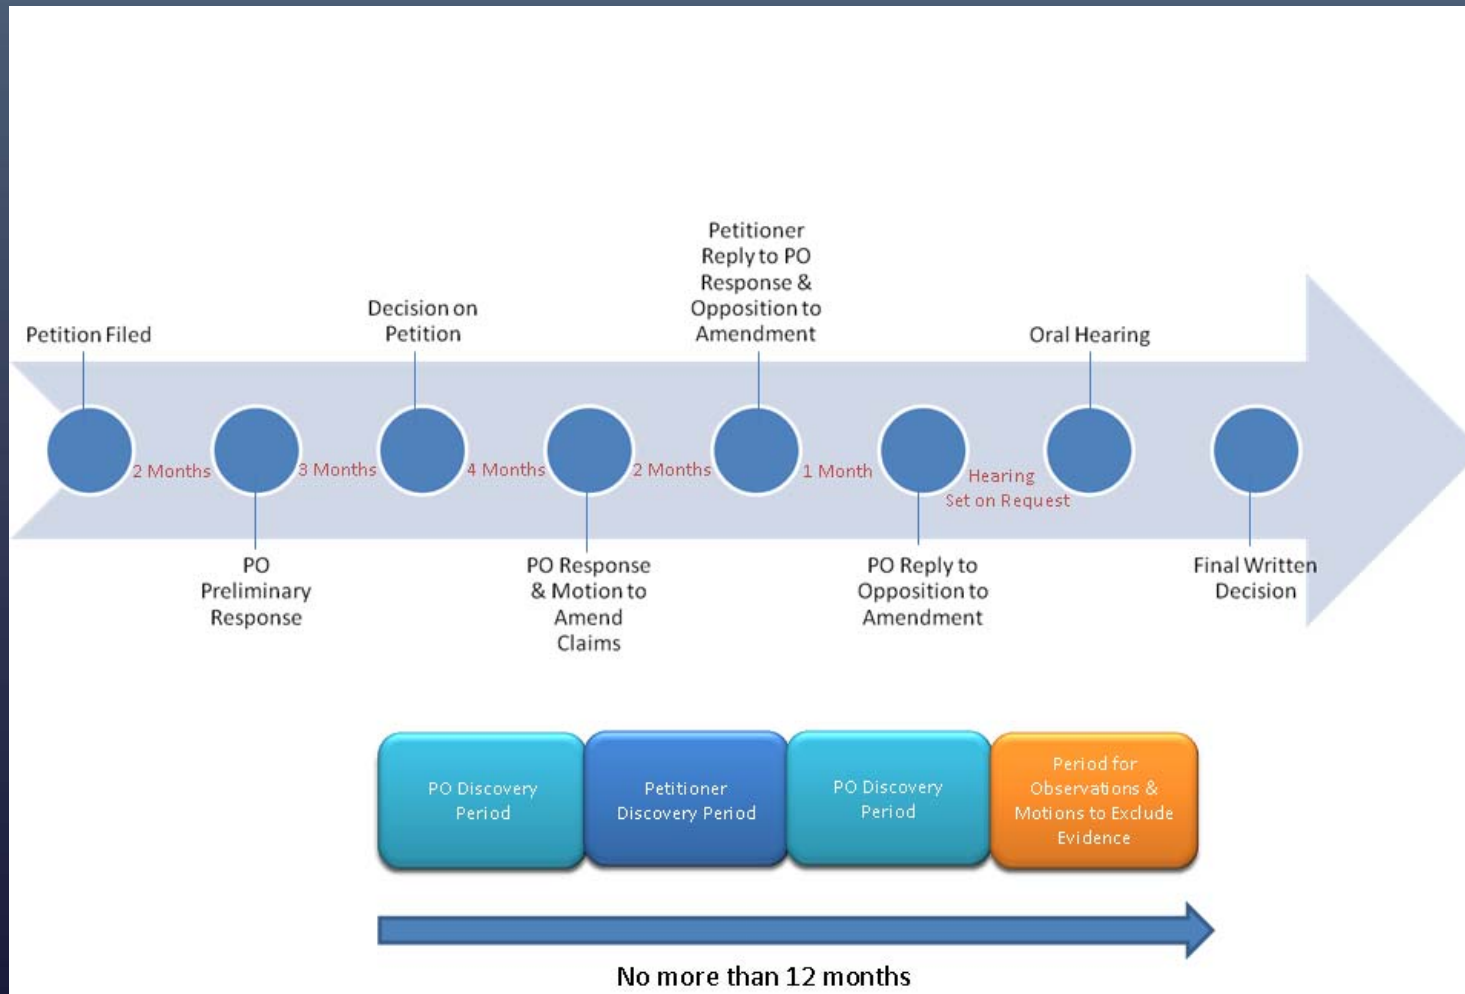 Petitioner
Reply to PO
Response &
Opposition to
Amendment
Decision on
Petition
Petition Filed
Oral Hearing
2 Months
3 Months
4 Months
2 Months
1 Month
Hearing
Set on Request
PO
Preliminary
Response
PO Response
& Motion to
Amend
Claims
PO Reply to
Opposition to
Amendment
Final Written
Decision
PO Discovery
Period
Petitioner
Discovery Period
PO Discovery
Period
Period for
Observations &
Motions to Exclude
Evidence
No more than 12 months